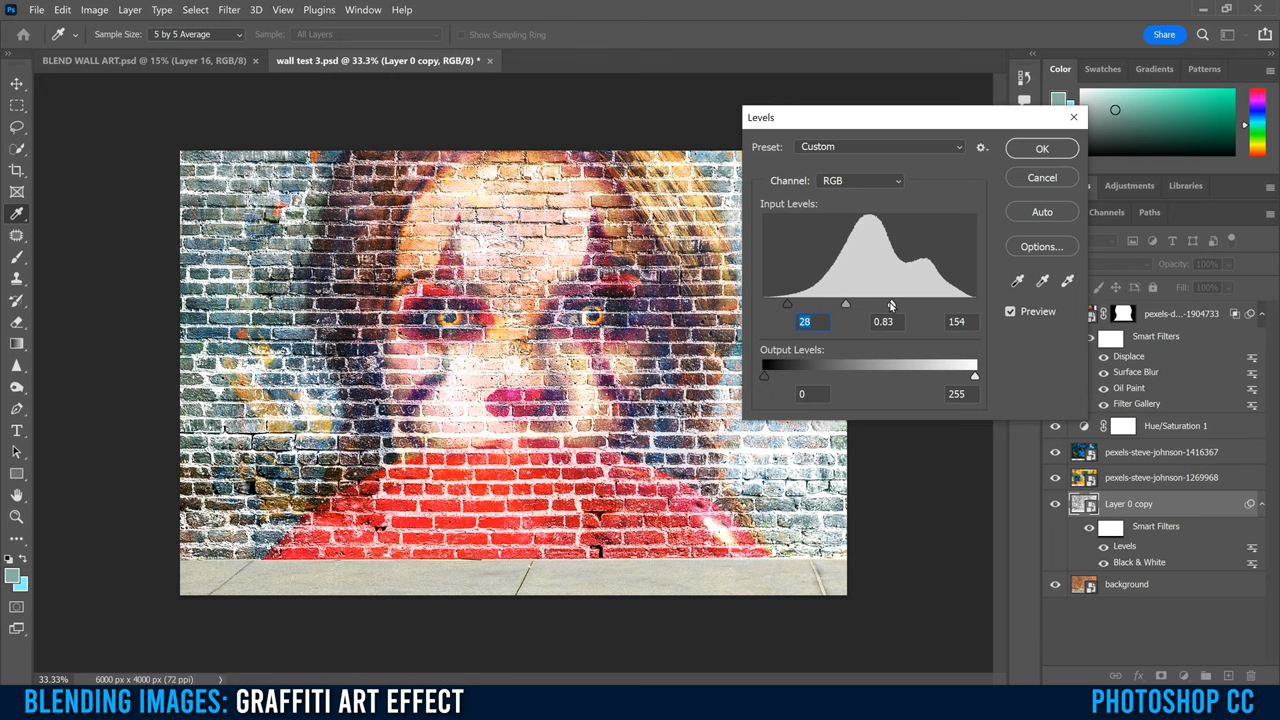 Ps File Edit Image Layer Type Select Filter 3D View Plugins Window Help
Sample Size: 5 by 5 Average Sample: All Layers Show Sampling Ring Share
BLEND WALL ART.psd @ 15% (Layer 16, RGB/8) × wall test 3.psd @ 33.3% (Layer 0 copy, RGB/8) * ×
Color Swatches Gradients Patterns
Levels
Preset: Custom OK
Channel: RGB Cancel
Input Levels:
Auto
Options...
Preview
28 0.83 154
Output Levels:
0 255
Adjustments Libraries
Channels Paths
Opacity: 100%
Fill: 100%
pexels-d...-1904733
Smart Filters
Displace
Surface Blur
Oil Paint
Filter Gallery
Hue/Saturation 1
pexels-steve-johnson-1416367
pexels-steve-johnson-1269968
Layer 0 copy
Smart Filters
Levels
Black & White
background
33.33% 6000 px x 4000 px (72 ppi)
BLENDING IMAGES: GRAFFITI ART EFFECT PHOTOSHOP CC